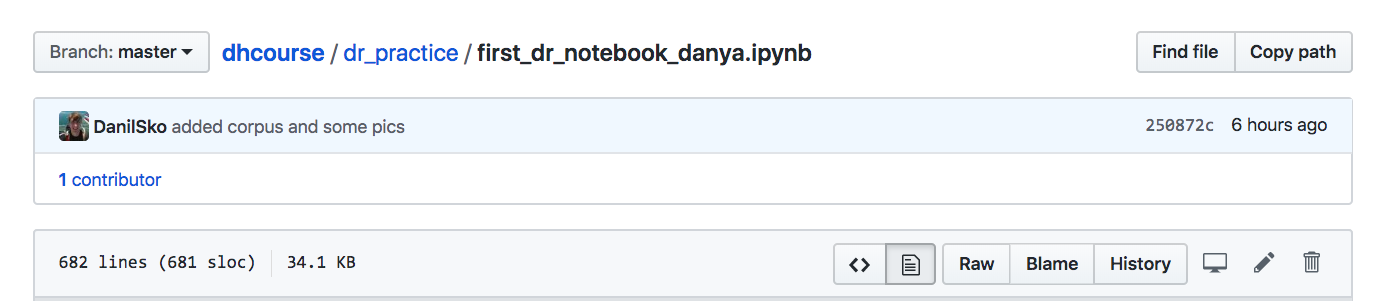 Branch: master dhcourse / dr_practice / first_dr_notebook_danya.ipynb Find file Copy path
DanilSko added corpus and some pics 250872c 6 hours ago
1 contributor
682 lines (681 sloc) 34.1 KB <> Raw Blame History